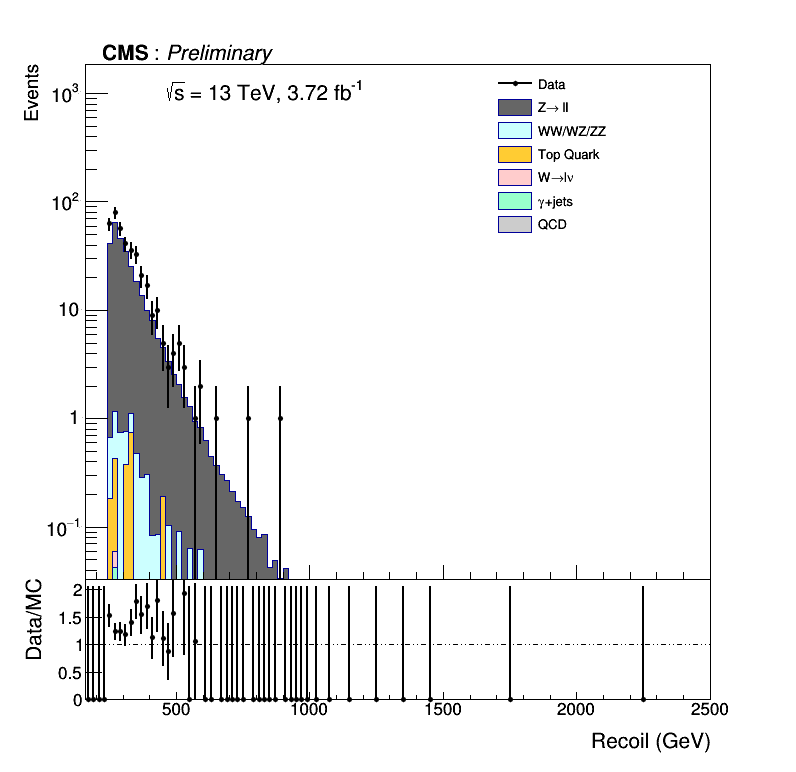 CMS : Preliminary
Events
√s = 13 TeV, 3.72 fb⁻¹
Data
Z→ ll
WW/WZ/ZZ
Top Quark
W→lν
γ+jets
QCD
10³
10²
10
1
10⁻¹
Data/MC
2
1.5
1
0.5
0
500
1000
1500
2000
2500
Recoil (GeV)